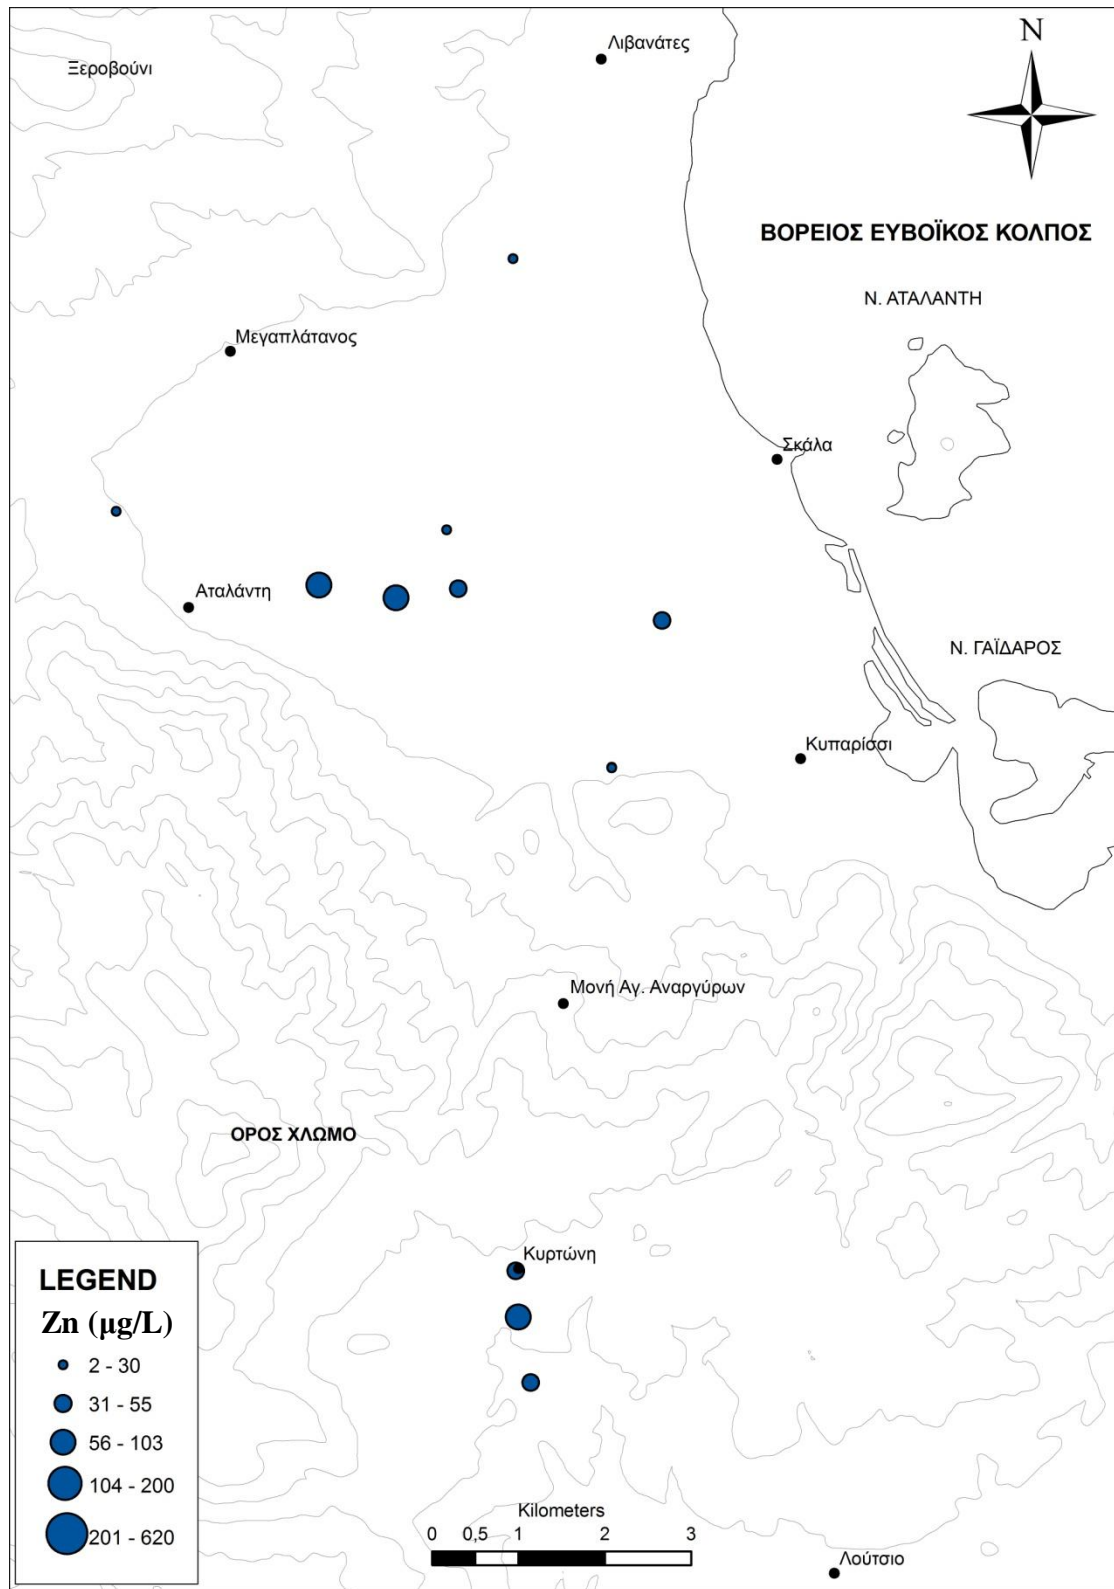 Λιβανάτες
N
Ξεροβούνι
ΒΟΡΕΙΟΣ ΕΥΒΟΪΚΟΣ ΚΟΛΠΟΣ
Ν. ΑΤΑΛΑΝΤΗ
Μεγαπλάτανος
Σκάλα
Αταλάντη
Ν. ΓΑΪΔΑΡΟΣ
Κυπαρίσσι
Μονή Αγ. Αναργύρων
ΟΡΟΣ ΧΛΩΜΟ
Κυρτώνη
LEGEND
Zn (μg/L)
2 - 30
31 - 55
56 - 103
104 - 200
201 - 620
Kilometers
0 0,5 1 2 3
Λούτσιο